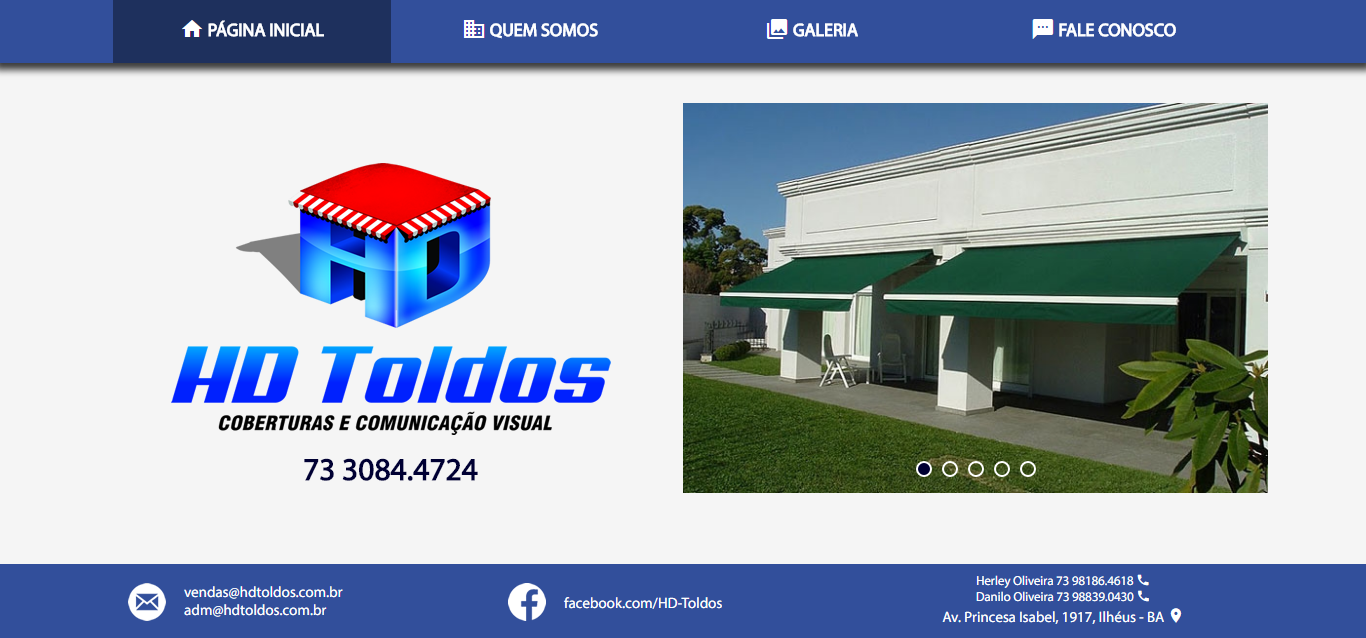 PÁGINA INICIAL
QUEM SOMOS
GALERIA
FALE CONOSCO
HD
HD Toldos
COBERTURAS E COMUNICAÇÃO VISUAL
73 3084.4724
vendas@hdtoldos.com.br
adm@hdtoldos.com.br
facebook.com/HD-Toldos
Herley Oliveira 73 98186.4618
Danilo Oliveira 73 98839.0430
Av. Princesa Isabel, 1917, Ilhéus - BA